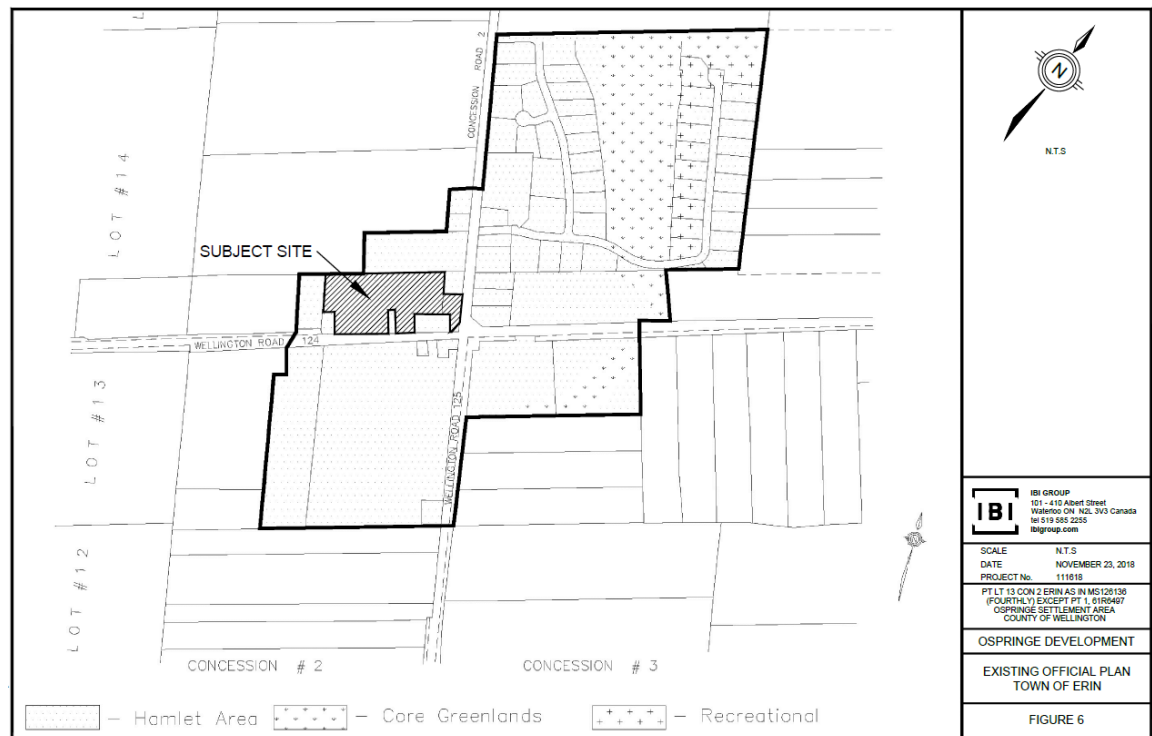 CONCESSION ROAD 2
LOT #14
SUBJECT SITE
WELLINGTON ROAD 124
LOT #13
WELLINGTON ROAD 125
LOT #12
CONCESSION # 2
CONCESSION # 3
— Hamlet Area
— Core Greenlands
— Recreational
N
N.T.S
IBI
IBI GROUP
101 - 410 Albert Street
Waterloo ON N2L 3V3 Canada
tel 519 585 2255
ibigroup.com
SCALE N.T.S
DATE NOVEMBER 23, 2018
PROJECT No. 111618
PT LT 13 CON 2 ERIN AS IN MS126136
(FOURTHLY) EXCEPT PT 1, 61R6497
OSPRINGE SETTLEMENT AREA
COUNTY OF WELLINGTON
OSPRINGE DEVELOPMENT
EXISTING OFFICIAL PLAN
TOWN OF ERIN
FIGURE 6